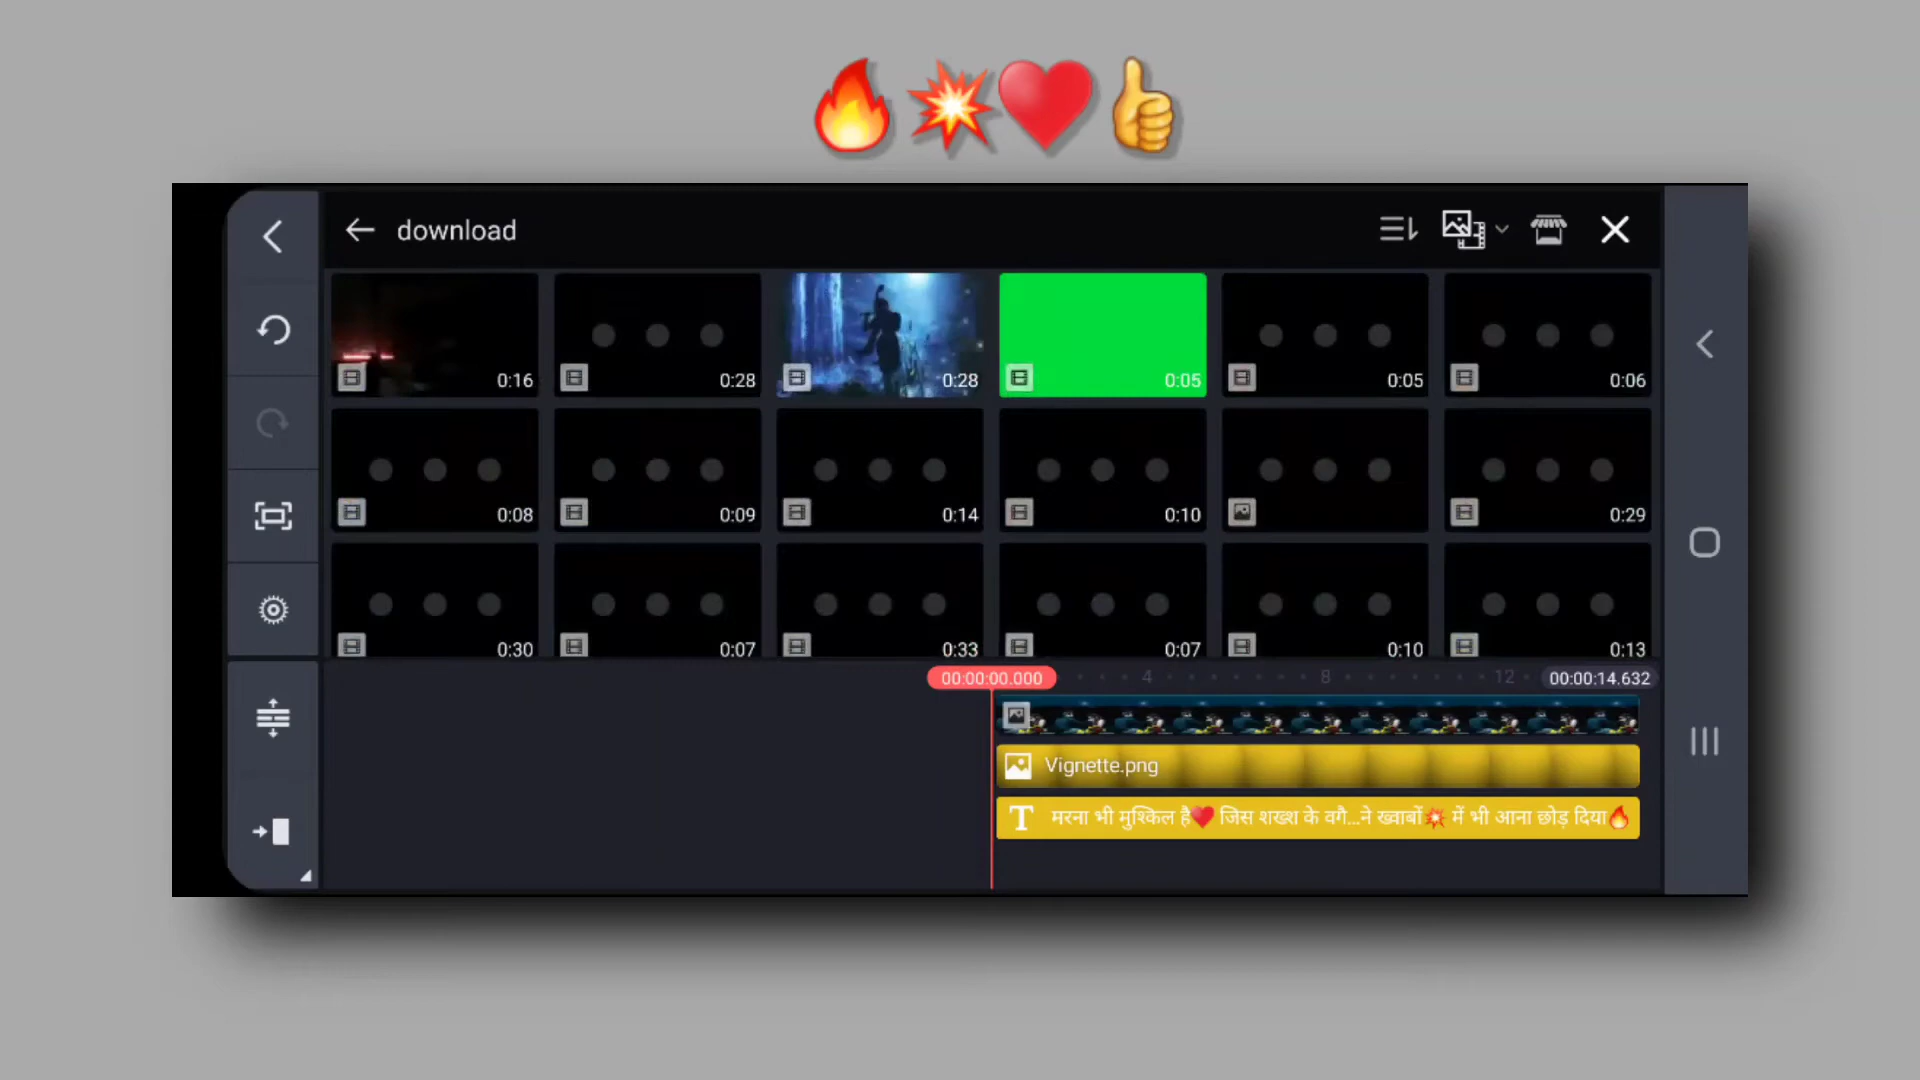 🔥💥❤️👍
download
0:16 0:28 0:28 0:05 0:05 0:06
0:08 0:09 0:14 0:10 0:29
0:30 0:07 0:33 0:07 0:10 0:13
00:00:00.000 4 8 12 00:00:14.632
Vignette.png
T मरना भी मुश्किल है❤️ जिस शख्श के वगै...ने ख्वाबों💥 में भी आना छोड़ दिया🔥